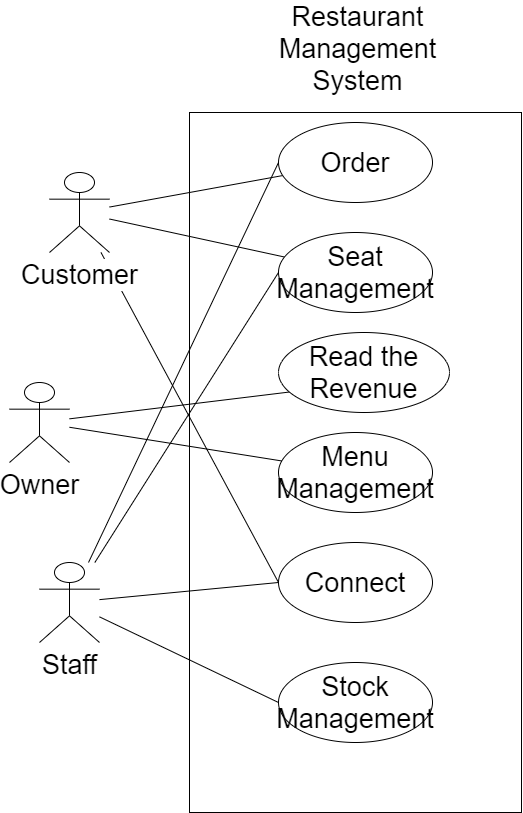 Restaurant
Management
System
Order
Customer
Seat
Management
Read the
Revenue
Owner
Menu
Management
Connect
Staff
Stock
Management